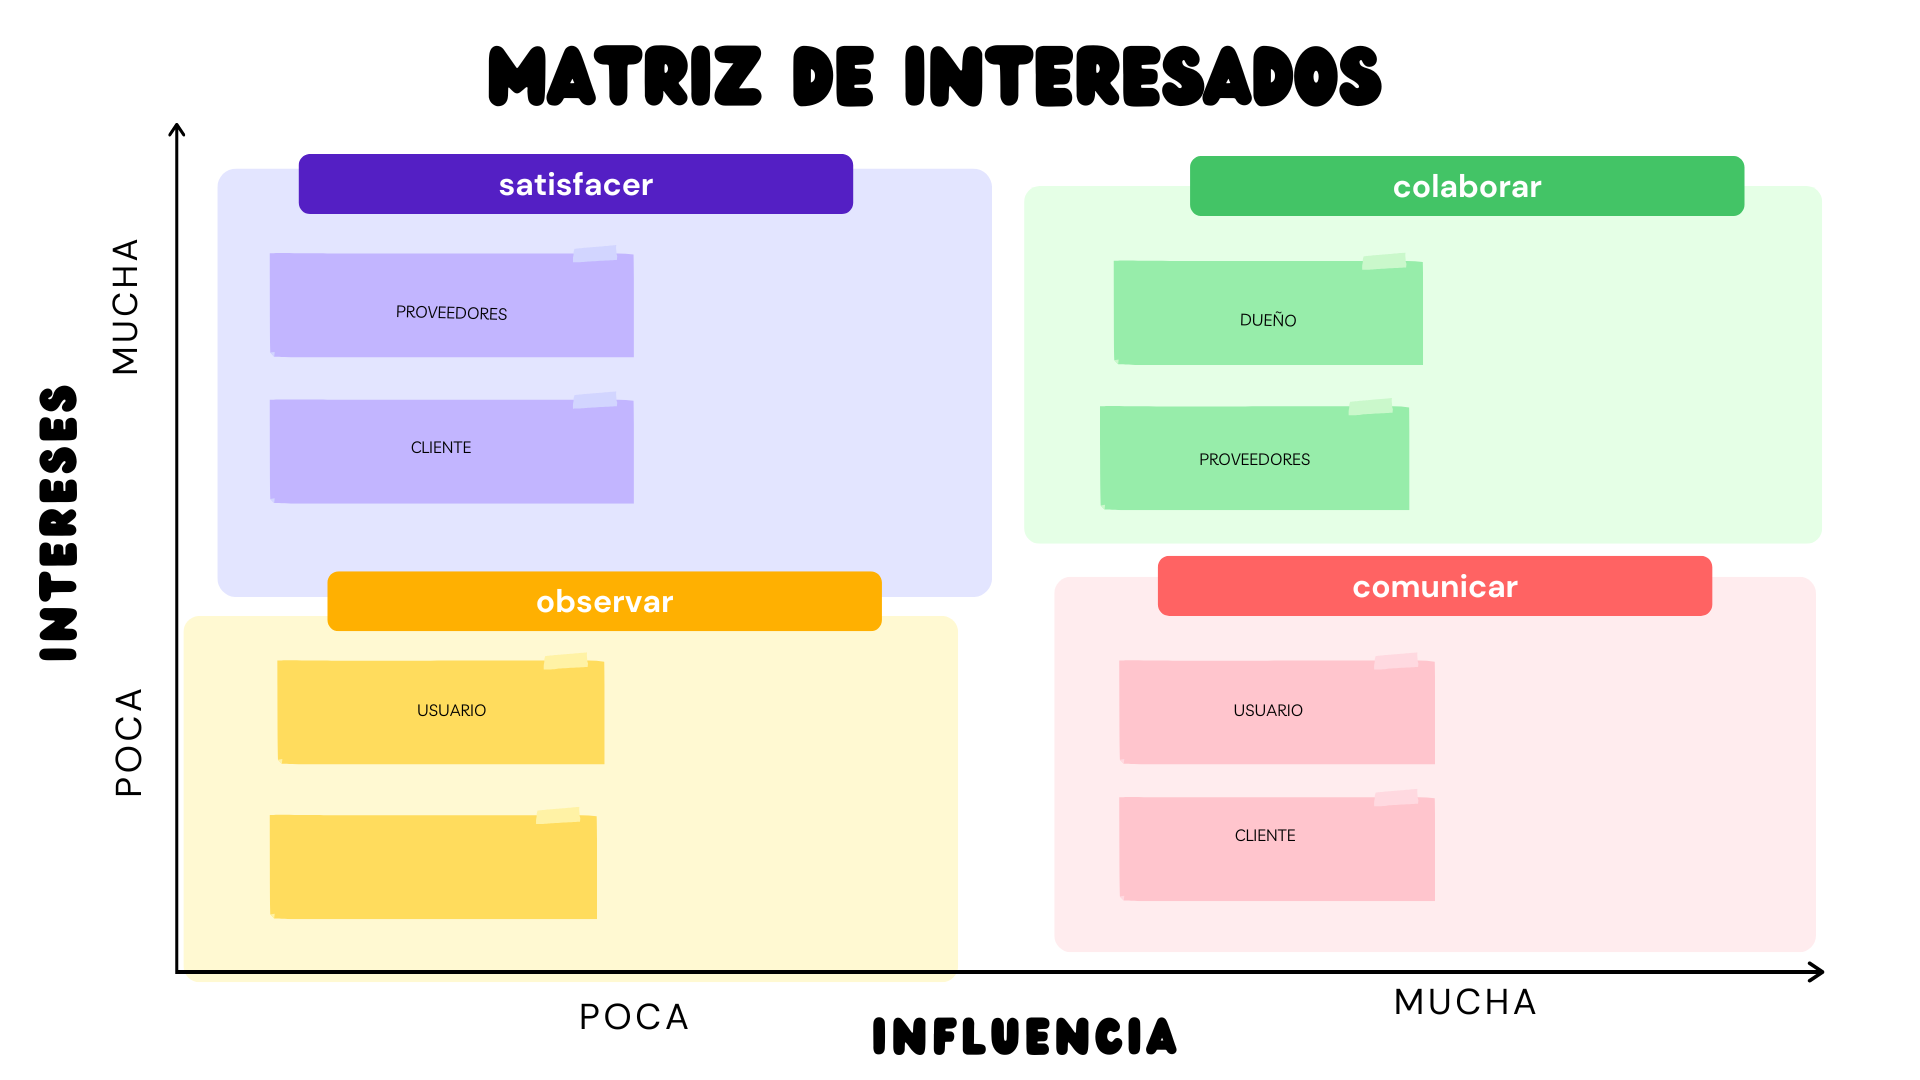 MATRIZ DE INTERESADOS
satisfacer
colaborar
MUCHA
PROVEEDORES
DUEÑO
CLIENTE
PROVEEDORES
INTERESES
observar
comunicar
POCA
USUARIO
USUARIO
CLIENTE
POCA
MUCHA
INFLUENCIA